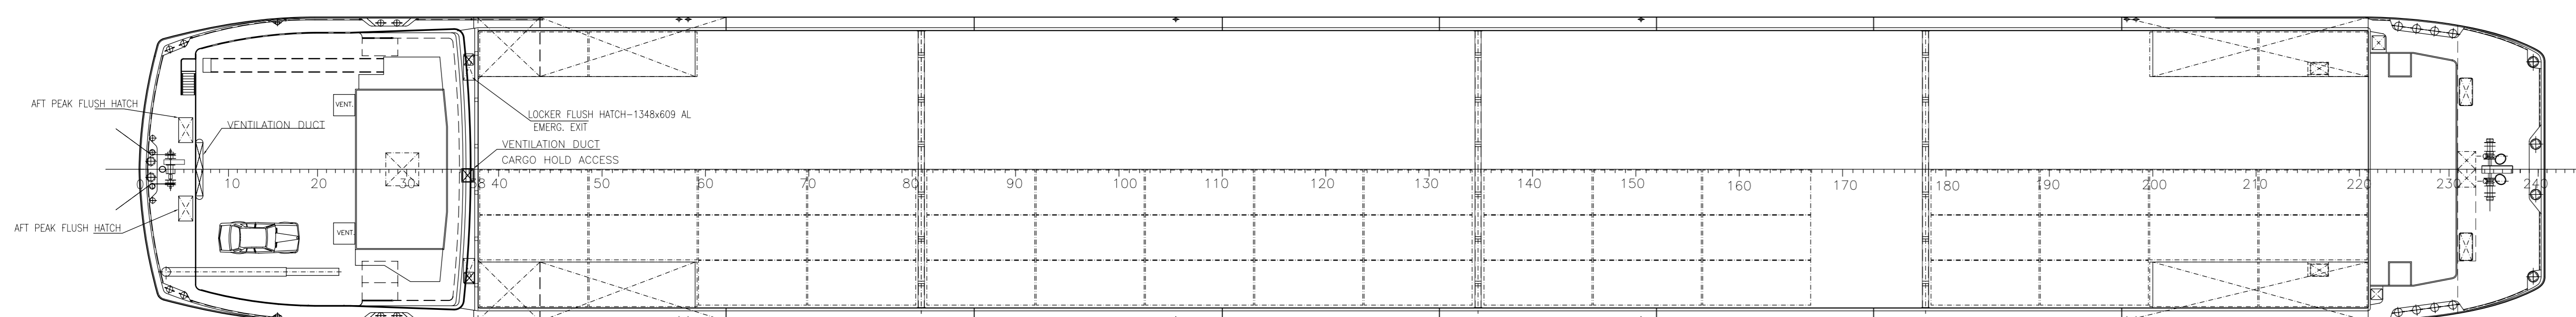 AFT PEAK FLUSH HATCH
VENT.
VENTILATION DUCT
LOCKER FLUSH HATCH-1348x609 AL
EMERG. EXIT
VENTILATION DUCT
CARGO HOLD ACCESS
0 10 20 30 38 40 50 60 70 80 90 100 110 120 130 140 150 160 170 180 190 200 210 220 230 240
AFT PEAK FLUSH HATCH
VENT.